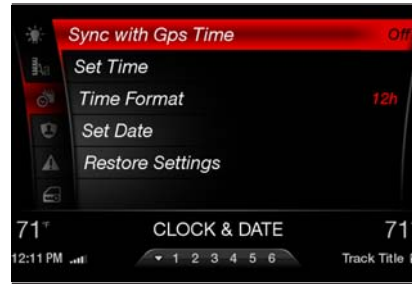 Sync with Gps Time Off
Set Time
Time Format 12h
Set Date
Restore Settings
71°F CLOCK & DATE 71
1 2 3 4 5 6
12:11 PM Track Title